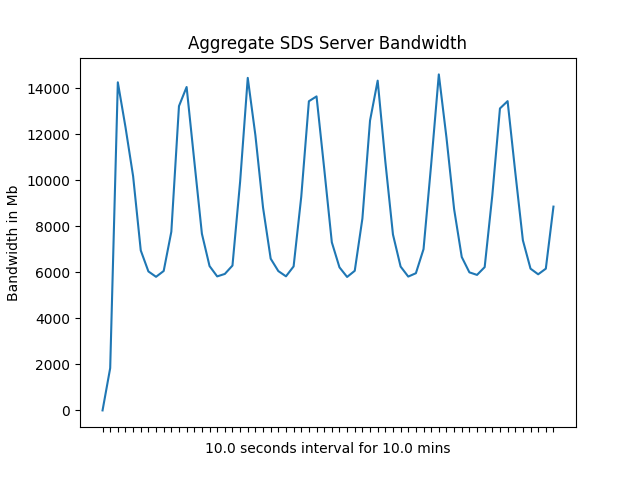 Aggregate SDS Server Bandwidth
14000
12000
10000
8000
6000
4000
2000
0
Bandwidth in Mb
10.0 seconds interval for 10.0 mins